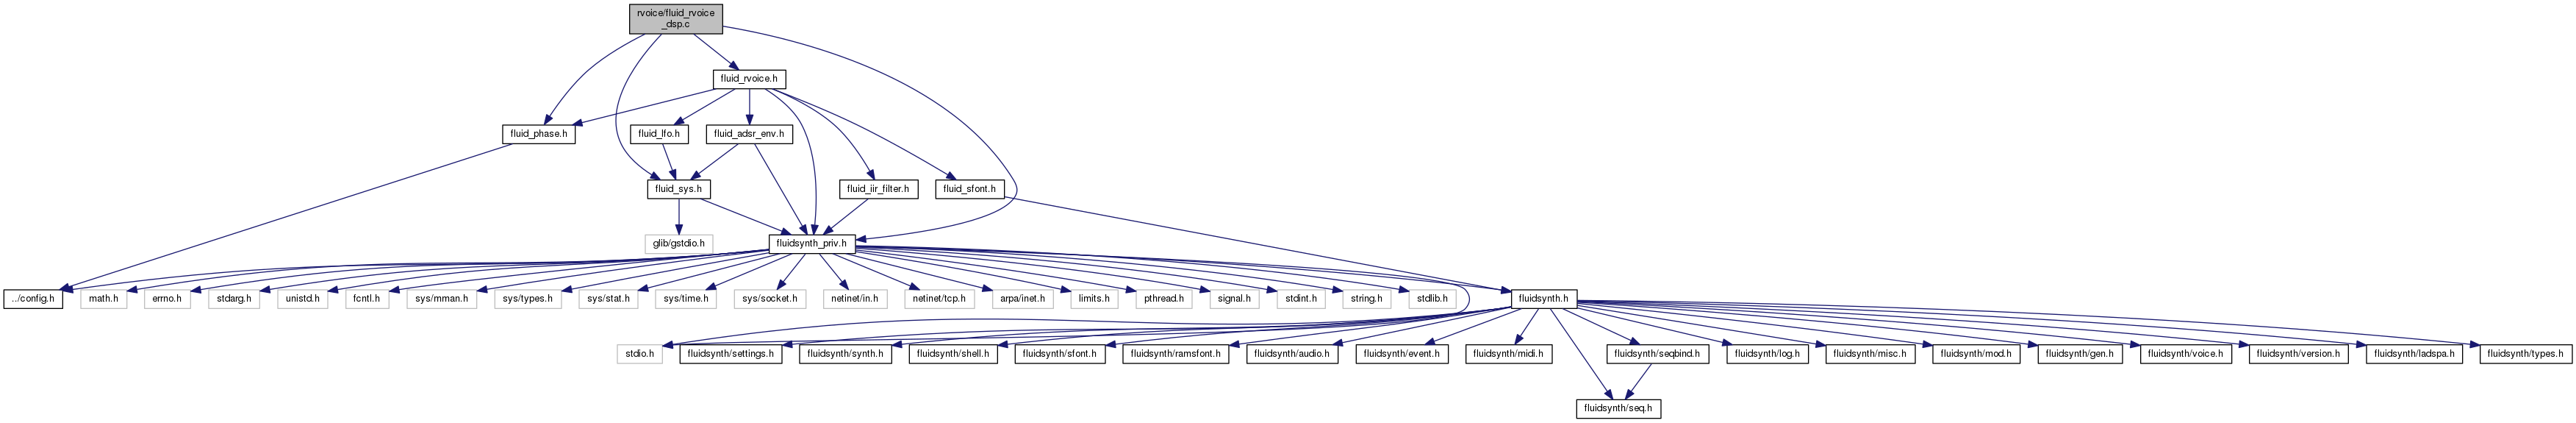 rvoice/fluid_rvoice
_dsp.c
fluid_rvoice.h
fluid_phase.h
fluid_lfo.h
fluid_adsr_env.h
fluid_sys.h
fluid_iir_filter.h
fluid_sfont.h
glib/gstdio.h
fluidsynth_priv.h
../config.h
math.h
errno.h
stdarg.h
unistd.h
fcntl.h
sys/mman.h
sys/types.h
sys/stat.h
sys/time.h
sys/socket.h
netinet/in.h
netinet/tcp.h
arpa/inet.h
limits.h
pthread.h
signal.h
stdint.h
string.h
stdlib.h
fluidsynth.h
stdio.h
fluidsynth/settings.h
fluidsynth/synth.h
fluidsynth/shell.h
fluidsynth/sfont.h
fluidsynth/ramsfont.h
fluidsynth/audio.h
fluidsynth/event.h
fluidsynth/midi.h
fluidsynth/seqbind.h
fluidsynth/log.h
fluidsynth/misc.h
fluidsynth/mod.h
fluidsynth/gen.h
fluidsynth/voice.h
fluidsynth/version.h
fluidsynth/ladspa.h
fluidsynth/types.h
fluidsynth/seq.h